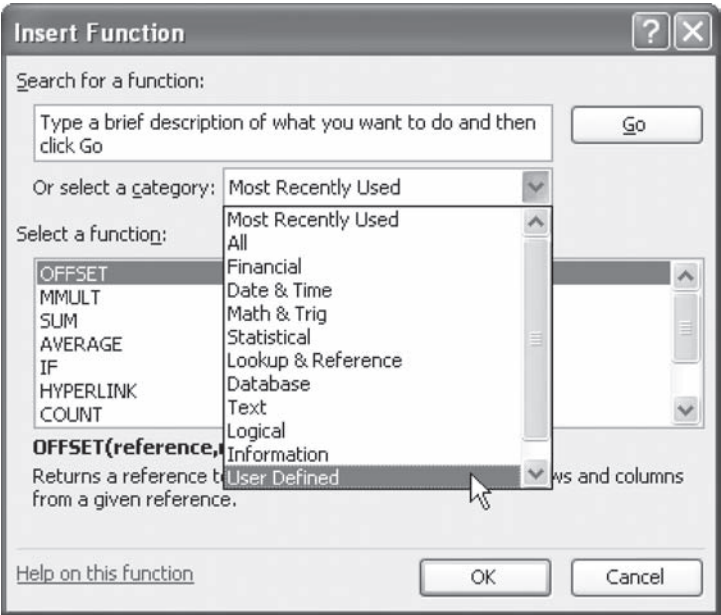 Insert Function
Search for a function:
Type a brief description of what you want to do and then
click Go
Go
Or select a category: Most Recently Used
Most Recently Used
All
Financial
Date & Time
Math & Trig
Statistical
Lookup & Reference
Database
Text
Logical
Information
User Defined
Select a function:
OFFSET
MMULT
SUM
AVERAGE
IF
HYPERLINK
COUNT
OFFSET(reference,
Returns a reference and columns
from a given reference.
Help on this function
OK
Cancel